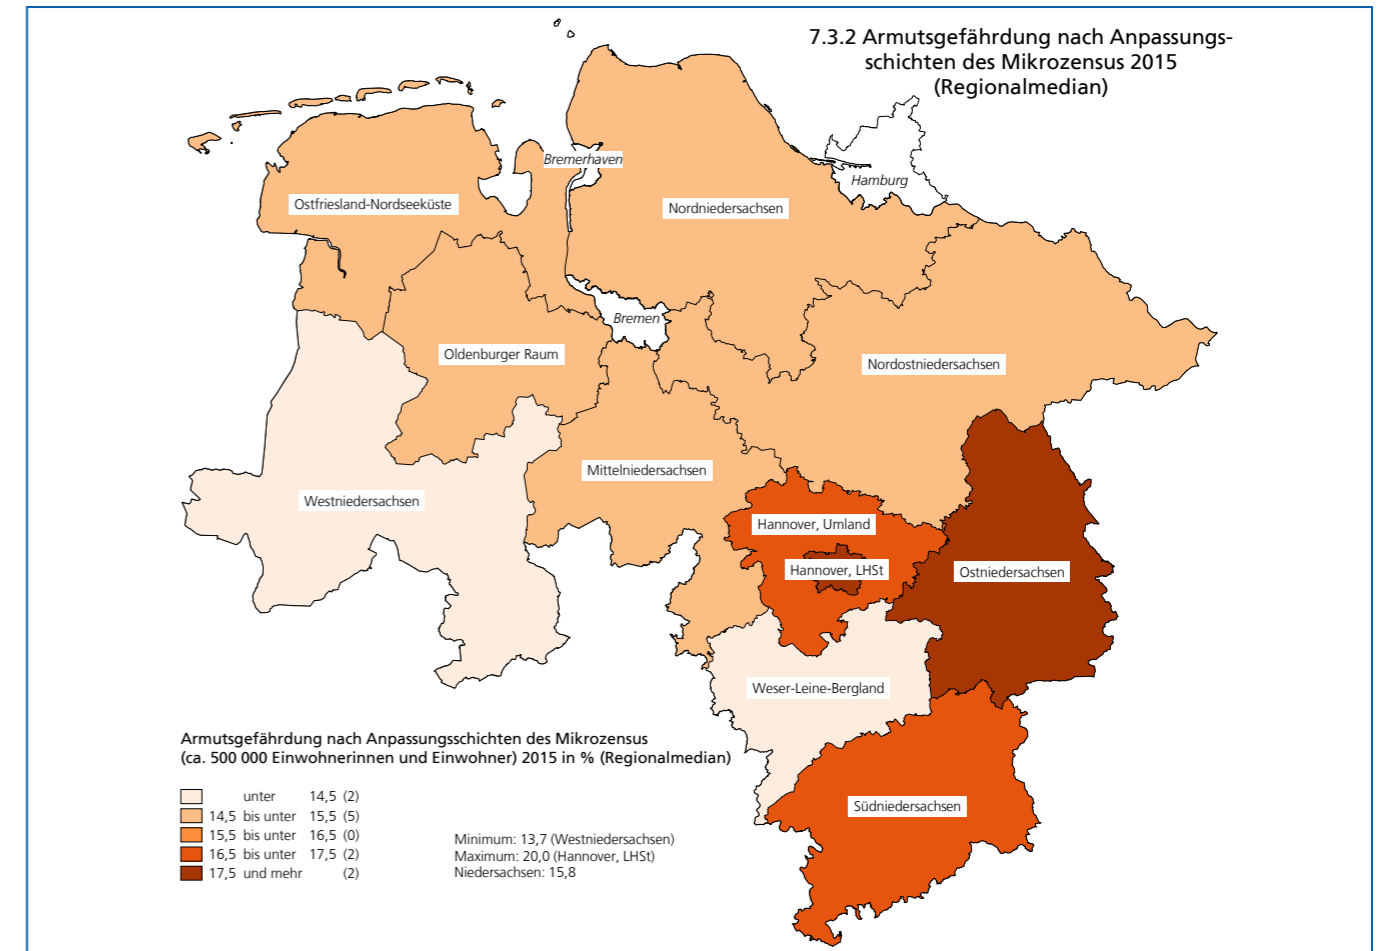 7.3.2 Armutsgefährdung nach Anpassungs-
schichten des Mikrozensus 2015
(Regionalmedian)
Bremerhaven
Hamburg
Ostfriesland-Nordseeküste
Nordniedersachsen
Bremen
Oldenburger Raum
Nordostniedersachsen
Mittelniedersachsen
Westniedersachsen
Hannover, Umland
Hannover, LHSt
Ostniedersachsen
Weser-Leine-Bergland
Südniedersachsen
Armutsgefährdung nach Anpassungsschichten des Mikrozensus
(ca. 500 000 Einwohnerinnen und Einwohner) 2015 in % (Regionalmedian)
unter 14,5 (2)
14,5 bis unter 15,5 (5)
15,5 bis unter 16,5 (0)
16,5 bis unter 17,5 (2)
17,5 und mehr (2)
Minimum: 13,7 (Westniedersachsen)
Maximum: 20,0 (Hannover, LHSt)
Niedersachsen: 15,8